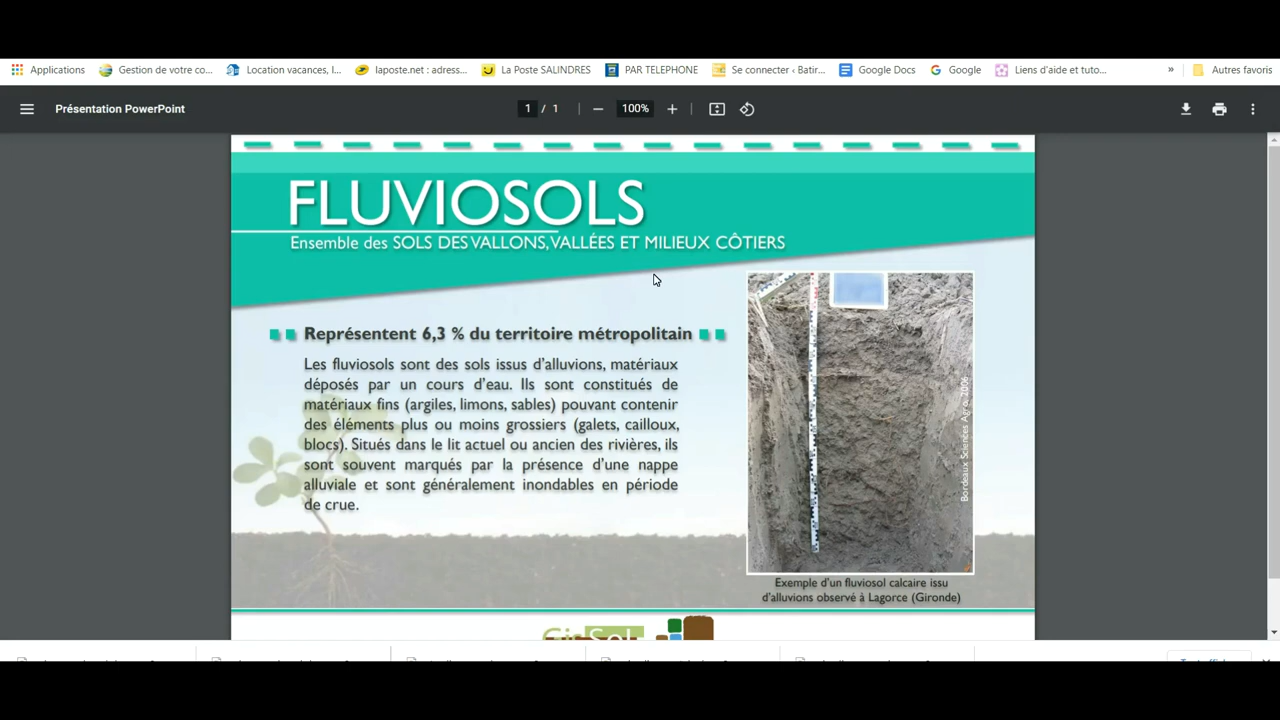 Applications Gestion de votre co... Location vacances, l... laposte.net : adress... La Poste SALINDRES PAR TELEPHONE Se connecter ‹ Batir... Google Docs Google Liens d'aide et tuto... » Autres favoris
Présentation PowerPoint 1 / 1 100%
FLUVIOSOLS
Ensemble des SOLS DES VALLONS, VALLÉES ET MILIEUX CÔTIERS
Représentent 6,3 % du territoire métropolitain
Les fluviosols sont des sols issus d'alluvions, matériaux
déposés par un cours d'eau. Ils sont constitués de
matériaux fins (argiles, limons, sables) pouvant contenir
des éléments plus ou moins grossiers (galets, cailloux,
blocs). Situés dans le lit actuel ou ancien des rivières, ils
sont souvent marqués par la présence d'une nappe
alluviale et sont généralement inondables en période
de crue.
Bordeaux Sciences Agro, 2006
Exemple d'un fluviosol calcaire issu
d'alluvions observé à Lagorce (Gironde)